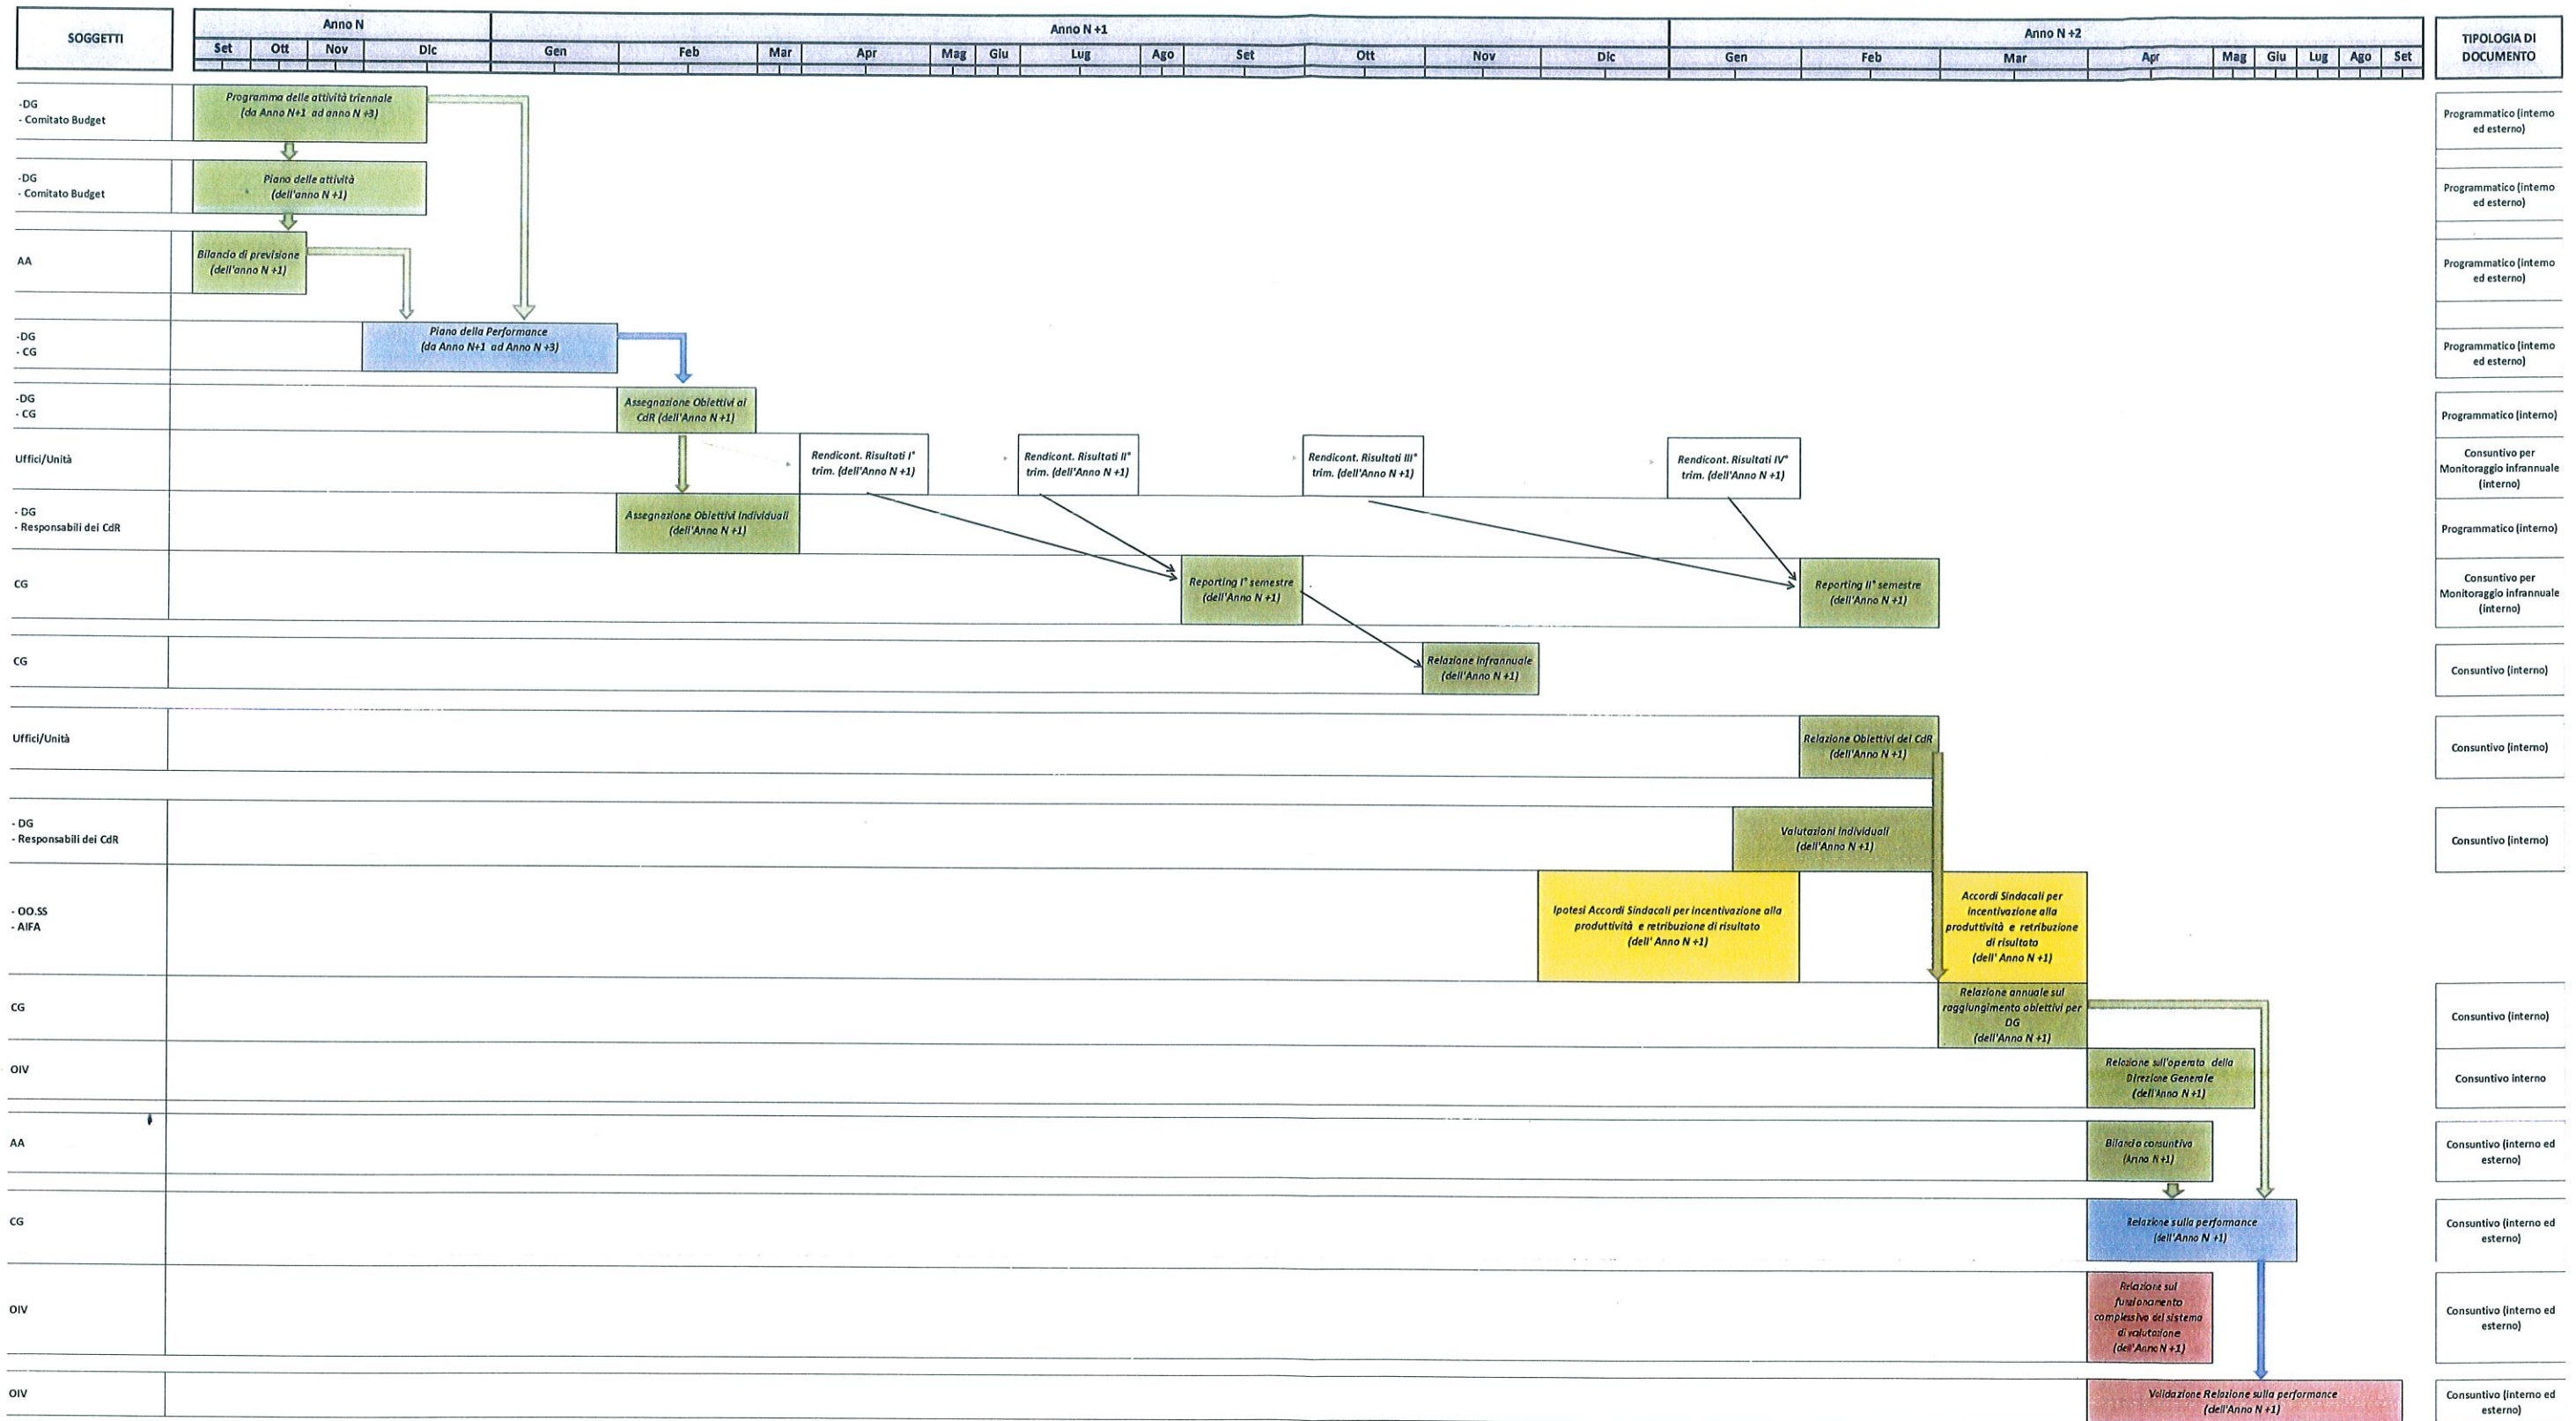 SOGGETTI
Anno N
Anno N +1
Anno N +2
TIPOLOGIA DI
DOCUMENTO
Set Ott Nov Dic Gen Feb Mar Apr Mag Giu Lug Ago Set Ott Nov Dic Gen Feb Mar Apr Mag Giu Lug Ago Set
-DG
- Comitato Budget
Programma delle attività triennale
(da Anno N+1 ad anno N +3)
Programmatico (interno
ed esterno)
-DG
- Comitato Budget
Piano delle attività
(dell'anno N +1)
Programmatico (interno
ed esterno)
AA
Bilancio di previsione
(dell'anno N +1)
Programmatico (interno
ed esterno)
-DG
- CG
Piano della Performance
(da Anno N+1 ad Anno N +3)
Programmatico (interno
ed esterno)
-DG
- CG
Assegnazione Obiettivi ai
CdR (dell'Anno N +1)
Programmatico (interno)
Uffici/Unità
Rendicont. Risultati I°
trim. (dell'Anno N +1)
Rendicont. Risultati II°
trim. (dell'Anno N +1)
Rendicont. Risultati III°
trim. (dell'Anno N +1)
Rendicont. Risultati IV°
trim. (dell'Anno N +1)
Consuntivo per
Monitoraggio infrannuale
(interno)
- DG
- Responsabili dei CdR
Assegnazione Obiettivi Individuali
(dell'Anno N +1)
Programmatico (interno)
CG
Reporting I° semestre
(dell'Anno N +1)
Reporting II° semestre
(dell'Anno N +1)
Consuntivo per
Monitoraggio infrannuale
(interno)
CG
Relazione infrannuale
(dell'Anno N +1)
Consuntivo (interno)
Uffici/Unità
Relazione Obiettivi dei CdR
(dell'Anno N +1)
Consuntivo (interno)
- DG
- Responsabili dei CdR
Valutazioni Individuali
(dell'Anno N +1)
Consuntivo (interno)
- OO.SS
- AIFA
Ipotesi Accordi Sindacali per incentivazione alla
produttività e retribuzione di risultato
(dell' Anno N +1)
Accordi Sindacali per
incentivazione alla
produttività e retribuzione
di risultato
(dell' Anno N +1)
CG
Relazione annuale sul
raggiungimento obiettivi per
DG
(dell'Anno N +1)
Consuntivo (interno)
OIV
Relazione sull'operato della
Direzione Generale
(dell'Anno N +1)
Consuntivo interno
AA
Bilancio consuntivo
(Anno N +1)
Consuntivo (interno ed
esterno)
CG
Relazione sulla performance
(dell'Anno N +1)
Consuntivo (interno ed
esterno)
OIV
Relazione sul
funzionamento
complessivo del sistema
di valutazione
(dell'Anno N +1)
Consuntivo (interno ed
esterno)
OIV
Validazione Relazione sulla performance
(dell'Anno N +1)
Consuntivo (interno ed
esterno)